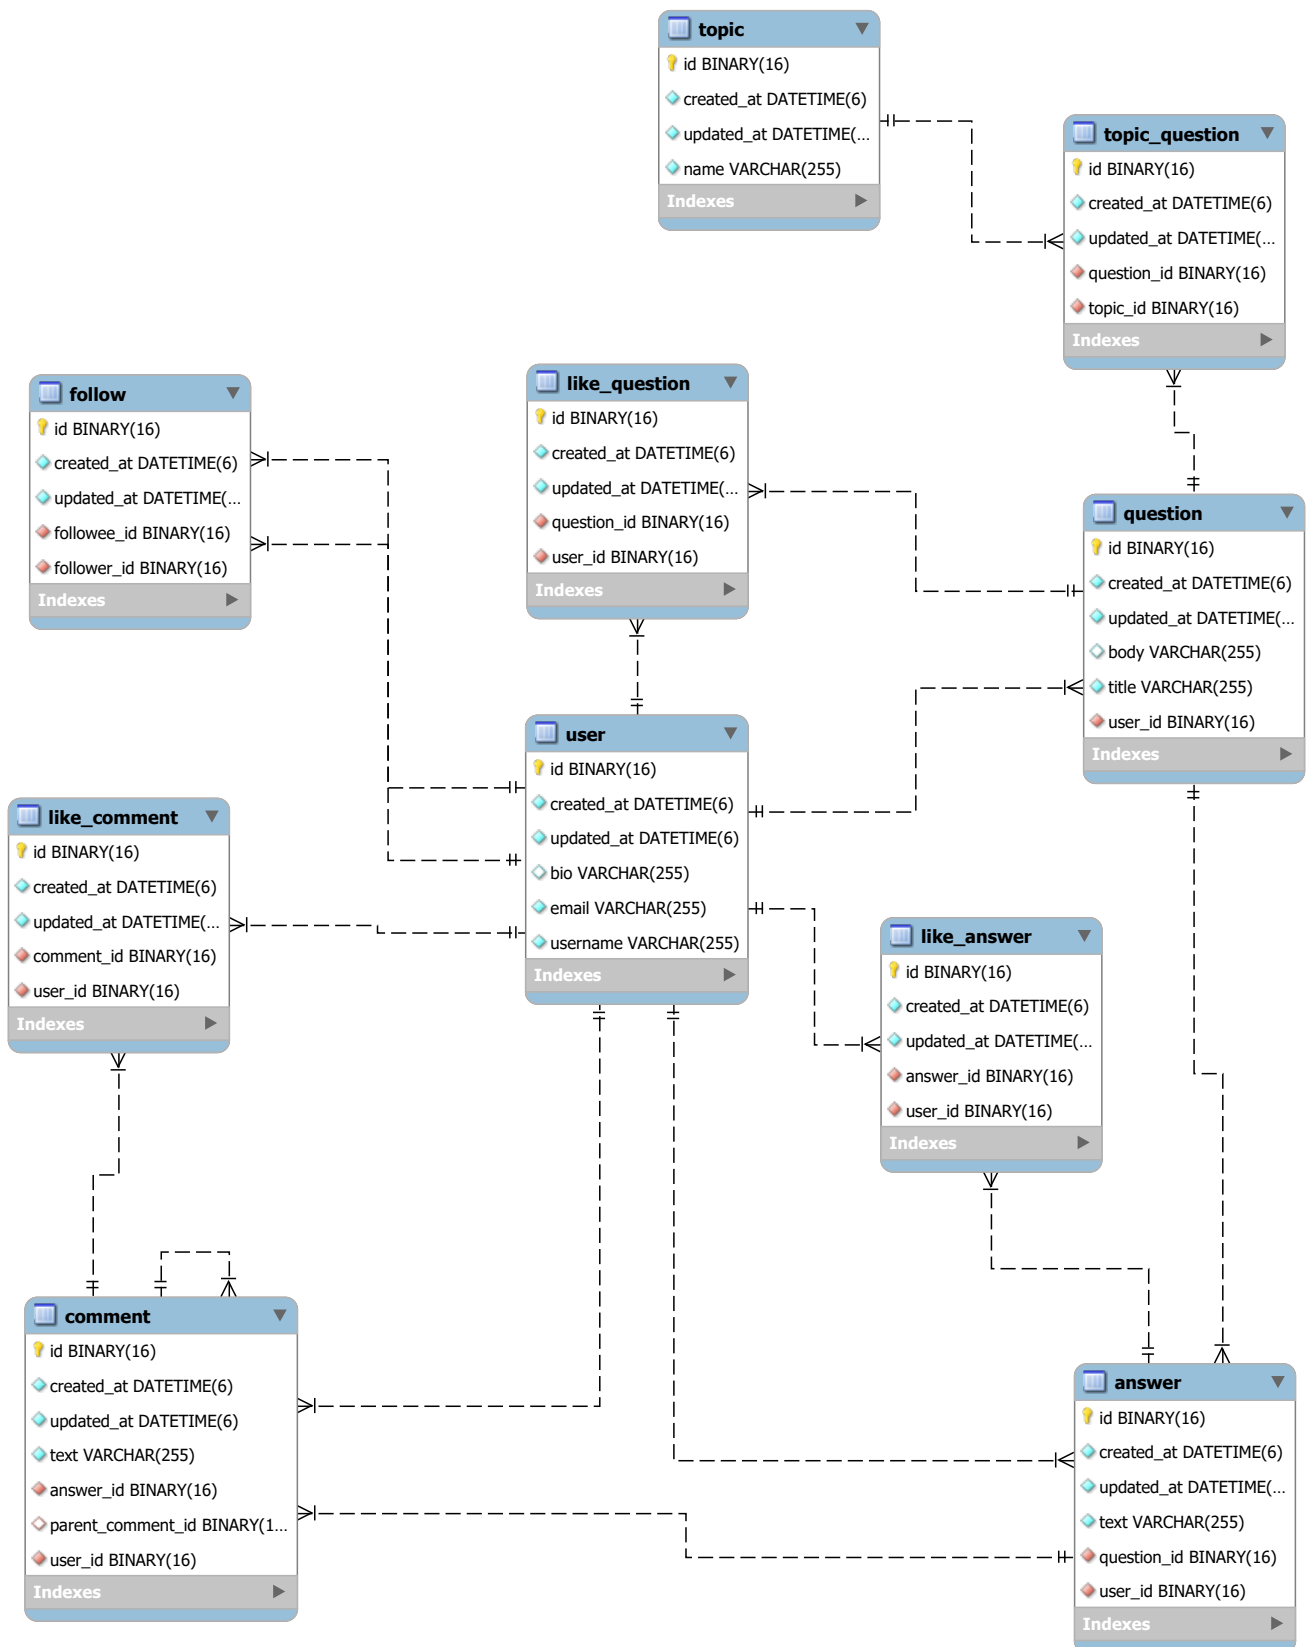 topic
id BINARY(16)
created_at DATETIME(6)
updated_at DATETIME(...
name VARCHAR(255)
Indexes
topic_question
id BINARY(16)
created_at DATETIME(6)
updated_at DATETIME(...
question_id BINARY(16)
topic_id BINARY(16)
Indexes
follow
id BINARY(16)
created_at DATETIME(6)
updated_at DATETIME(...
followee_id BINARY(16)
follower_id BINARY(16)
Indexes
like_question
id BINARY(16)
created_at DATETIME(6)
updated_at DATETIME(...
question_id BINARY(16)
user_id BINARY(16)
Indexes
question
id BINARY(16)
created_at DATETIME(6)
updated_at DATETIME(...
body VARCHAR(255)
title VARCHAR(255)
user_id BINARY(16)
Indexes
user
id BINARY(16)
created_at DATETIME(6)
updated_at DATETIME(6)
bio VARCHAR(255)
email VARCHAR(255)
username VARCHAR(255)
Indexes
like_comment
id BINARY(16)
created_at DATETIME(6)
updated_at DATETIME(...
comment_id BINARY(16)
user_id BINARY(16)
Indexes
like_answer
id BINARY(16)
created_at DATETIME(6)
updated_at DATETIME(...
answer_id BINARY(16)
user_id BINARY(16)
Indexes
comment
id BINARY(16)
created_at DATETIME(6)
updated_at DATETIME(6)
text VARCHAR(255)
answer_id BINARY(16)
parent_comment_id BINARY(1...
user_id BINARY(16)
Indexes
answer
id BINARY(16)
created_at DATETIME(6)
updated_at DATETIME(...
text VARCHAR(255)
question_id BINARY(16)
user_id BINARY(16)
Indexes